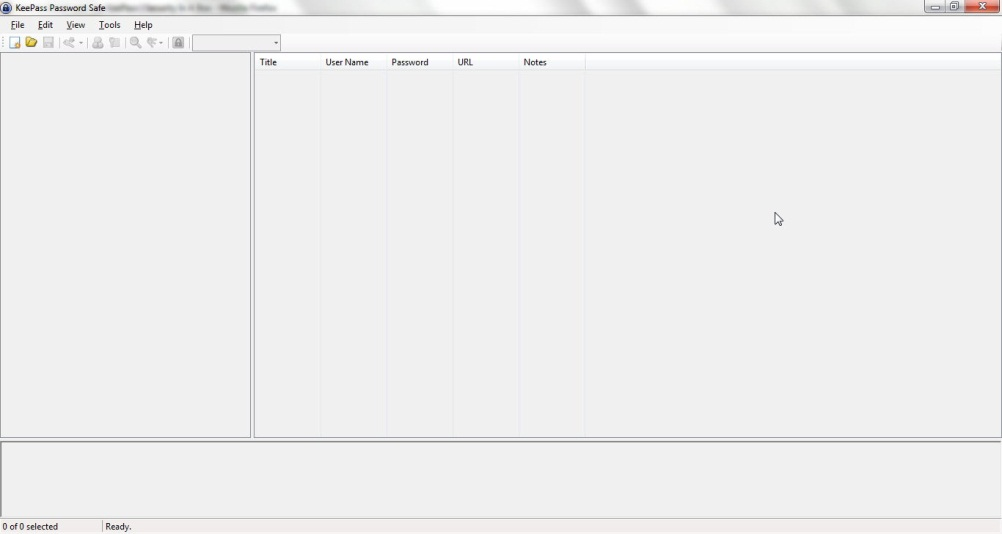 KeePass Password Safe
File Edit View Tools Help
Title User Name Password URL Notes
0 of 0 selected Ready.